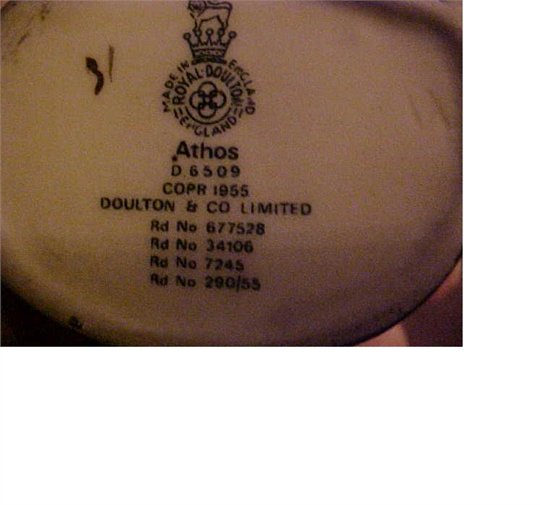 MADE IN ENGLAND
ROYAL DOULTON
ENGLAND
Athos
D. 6509
COPR 1955
DOULTON & CO LIMITED
Rd No 677528
Rd No 34106
Rd No 7245
Rd No 290/55